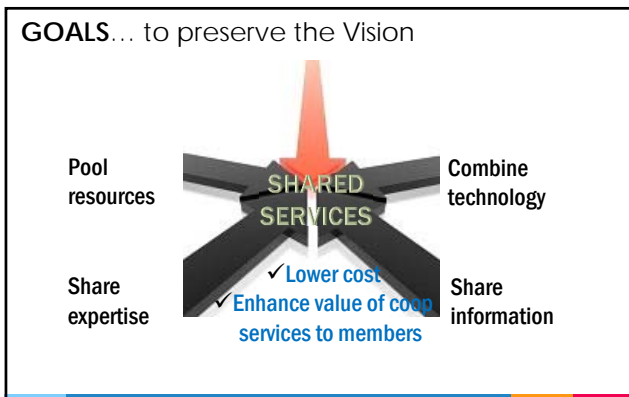 GOALS... to preserve the Vision
Pool
resources
Combine
technology
SHARED
SERVICES
Share
expertise
✓Lower cost
✓Enhance value of coop
services to members
Share
information